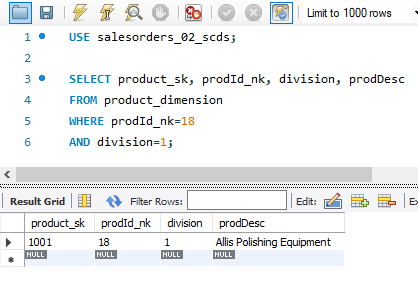 Limit to 1000 rows
1 USE salesorders_02_scds;
2
3 SELECT product_sk, prodId_nk, division, prodDesc
4 FROM product_dimension
5 WHERE prodId_nk=18
6 AND division=1;
Result Grid Filter Rows: Edit:
product_sk prodId_nk division prodDesc
1001 18 1 Allis Polishing Equipment
NULL NULL NULL NULL